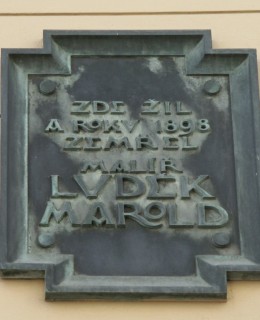 ZDE ŽIL
A ROKU 1898
ZEMŘEL
MALÍŘ
LVDĚK
MAROLD